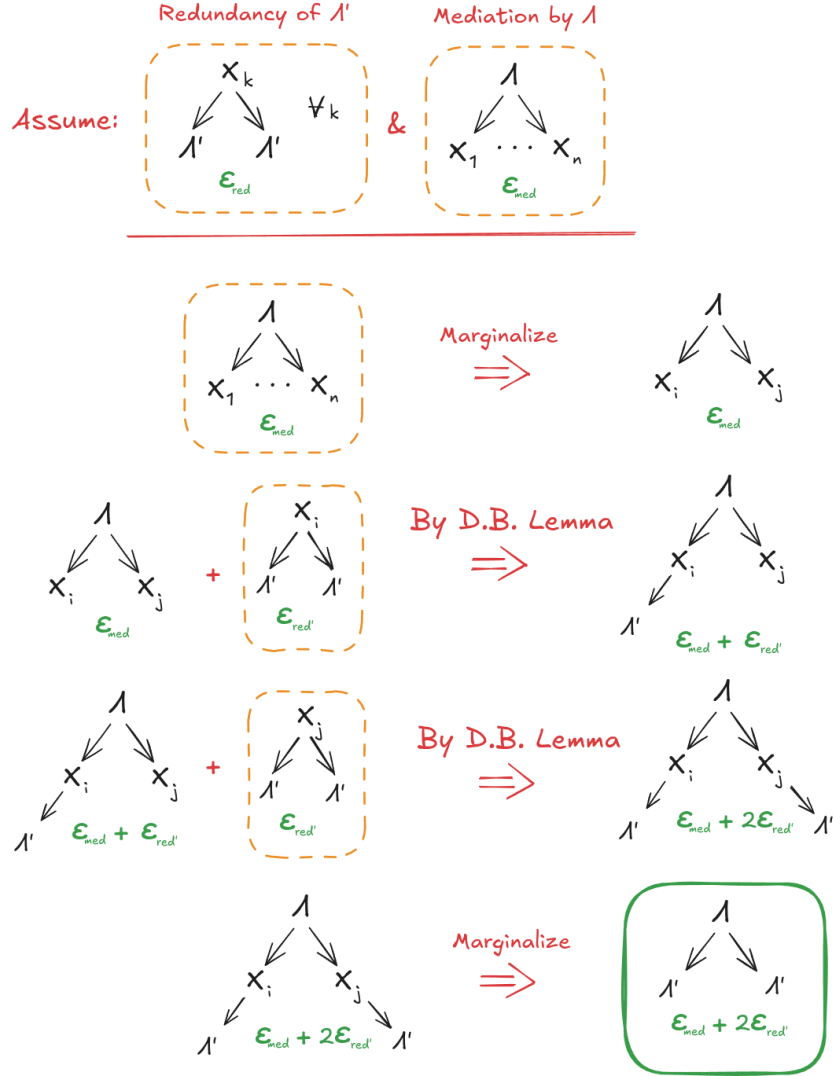 Redundancy of Λ' Mediation by Λ
Assume: X_k ∀_k & Λ
Λ' Λ' X_1 ... X_n
ε_red ε_med
Λ Marginalize Λ
X_1 ... X_n ⇒ X_i X_j
ε_med ε_med
Λ X_i By D.B. Lemma Λ
X_i X_j + Λ' Λ' ⇒ X_i X_j
ε_med ε_red' Λ' ε_med + ε_red'
Λ X_j By D.B. Lemma Λ
X_i X_j + Λ' Λ' ⇒ X_i X_j
Λ' ε_med + ε_red' ε_red' Λ' ε_med + 2ε_red' Λ'
Λ Marginalize Λ
X_i X_j ⇒ Λ' Λ'
Λ' ε_med + 2ε_red' Λ' ε_med + 2ε_red'